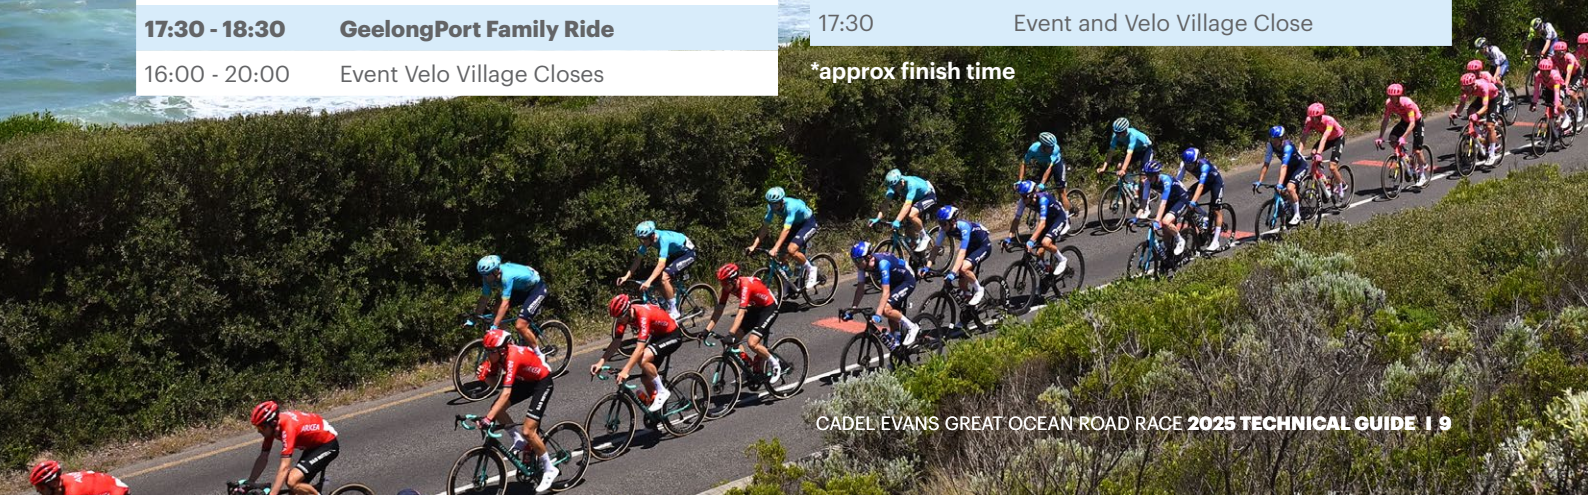 17:30 - 18:30 GeelongPort Family Ride
16:00 - 20:00 Event Velo Village Closes
17:30 Event and Velo Village Close
*approx finish time
ARKEA
CADEL EVANS GREAT OCEAN ROAD RACE 2025 TECHNICAL GUIDE I 9